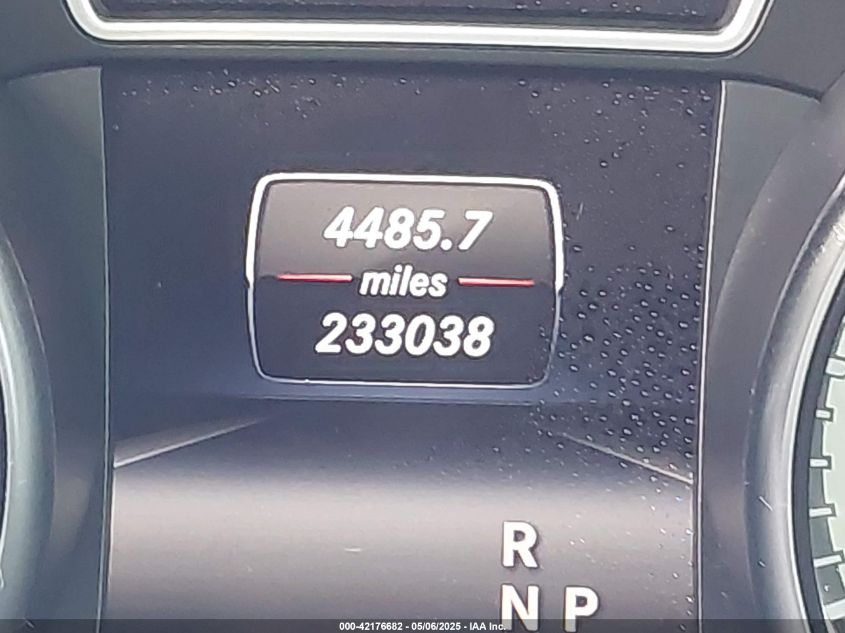 4485.7
miles
233038
R
N P
000-42176682 - 05/06/2025 - IAA Inc.